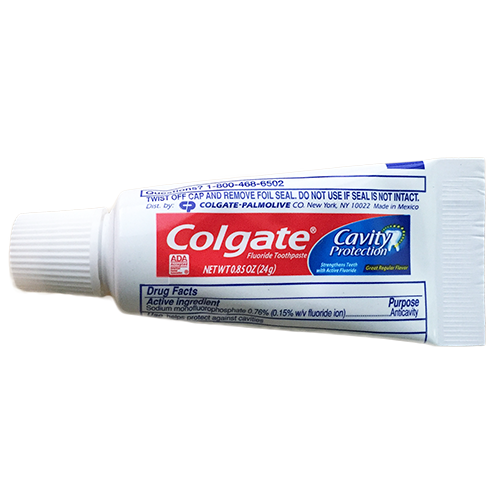 Questions? 1-800-468-6502
TWIST OFF CAP AND REMOVE FOIL SEAL. DO NOT USE IF SEAL IS NOT INTACT.
Dist. by: CP COLGATE-PALMOLIVE CO. New York, NY 10022 Made in Mexico
Colgate®
Fluoride Toothpaste
ADA
Accepted
NET WT 0.85 OZ (24g)
Cavity
Protection
Strengthens Teeth
with Active Fluoride
Great Regular Flavor
Drug Facts
Active ingredient Purpose
Sodium monofluorophosphate 0.76% (0.15% w/v fluoride ion) Anticavity
Use helps protect against cavities